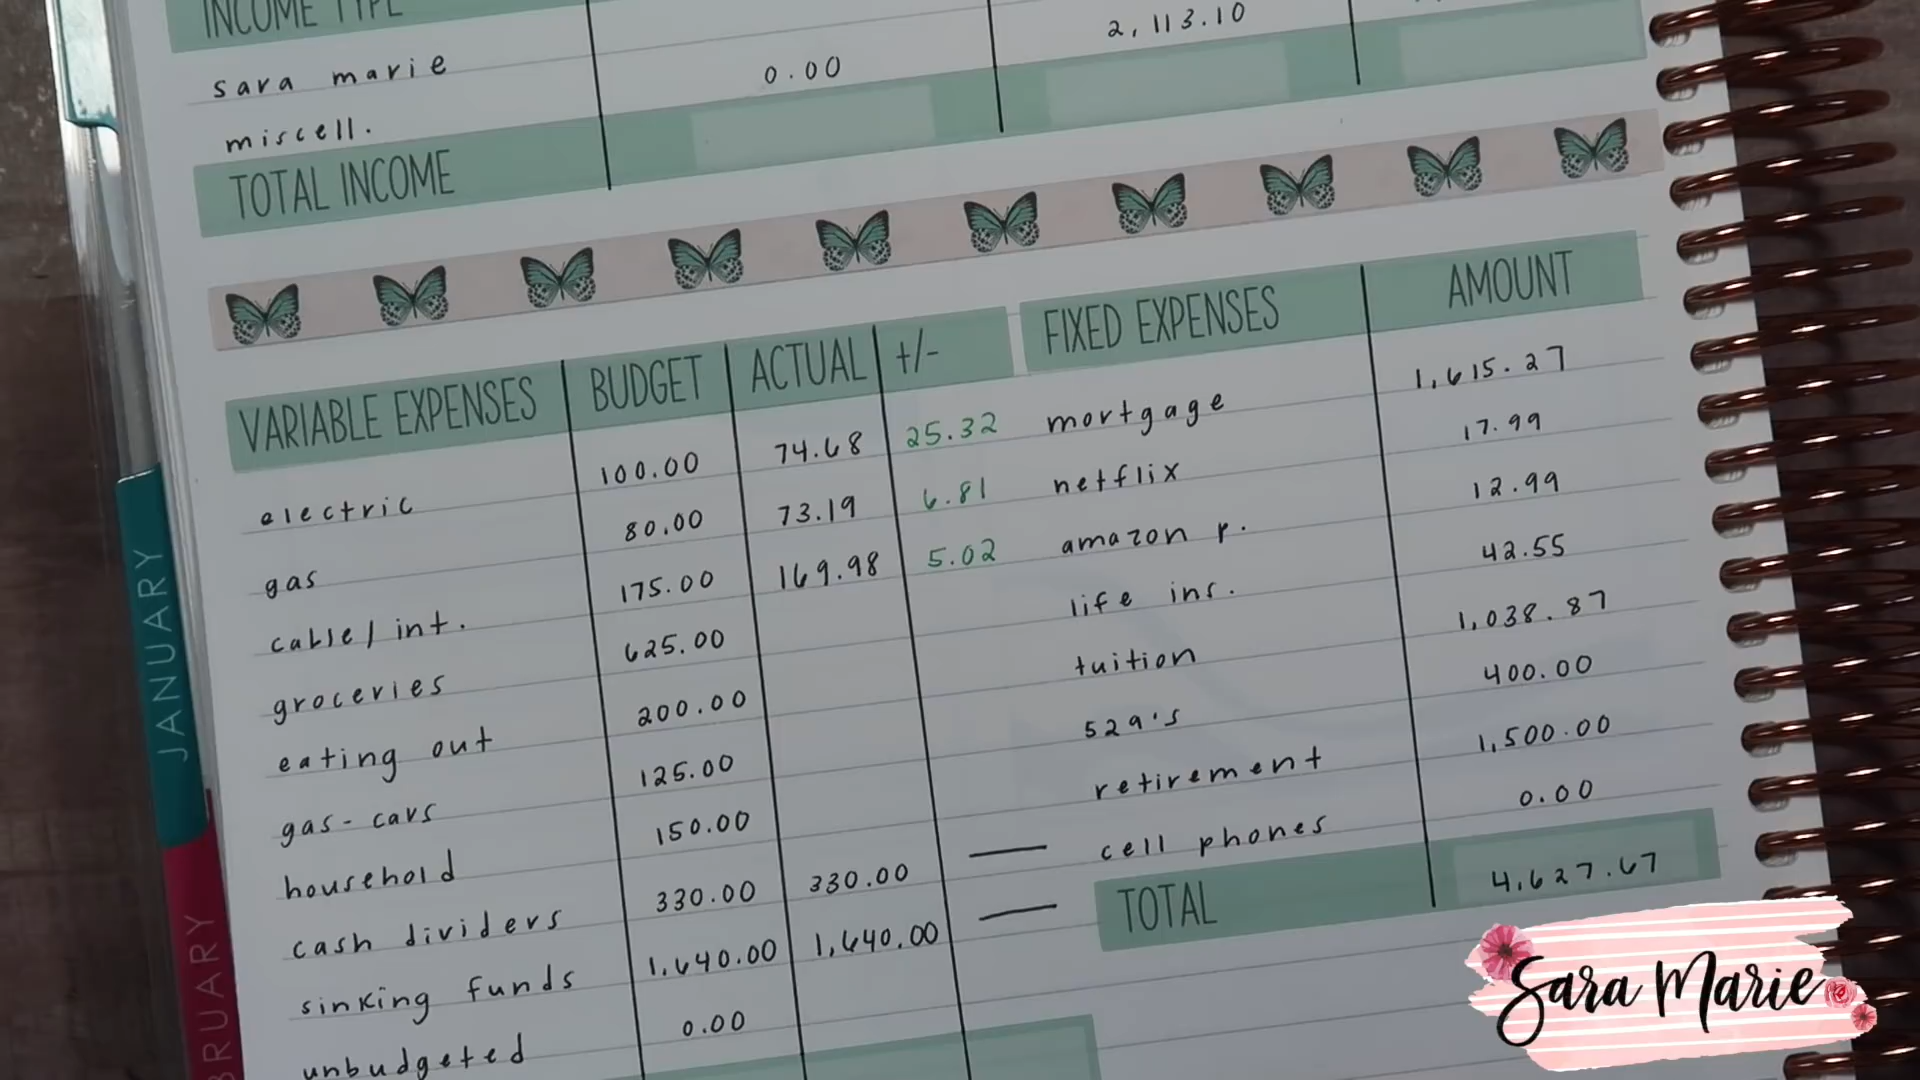 INCOME TYPE
2,113.10
sara marie 0.00
miscell.
TOTAL INCOME
VARIABLE EXPENSES BUDGET ACTUAL +/-
electric 100.00 74.68 25.32
gas 80.00 73.19 6.81
cable/int. 175.00 169.98 5.02
groceries 625.00
eating out 200.00
gas-cars 125.00
household 150.00
cash dividers 330.00 330.00 —
sinking funds 1,640.00 1,640.00 —
unbudgeted 0.00
FIXED EXPENSES AMOUNT
mortgage 1,615.27
netflix 17.99
amazon p. 12.99
life ins. 42.55
tuition 1,038.87
529's 400.00
retirement 1,500.00
cell phones 0.00
TOTAL 4,627.67
JANUARY
BRUARY
Sara Marie